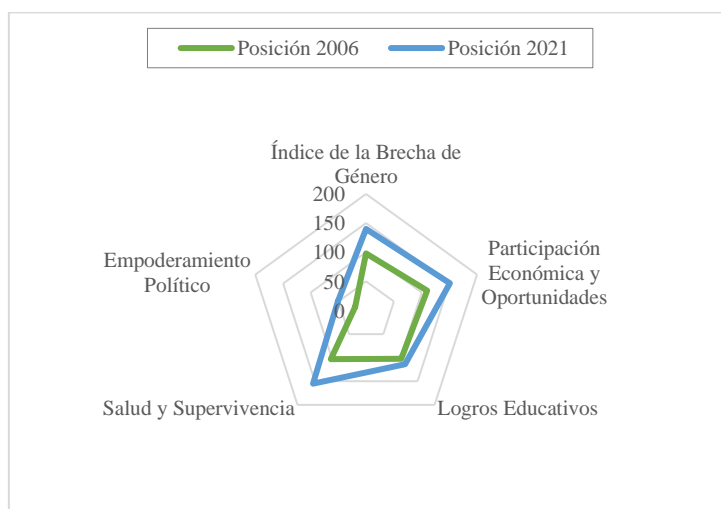 Posición 2006 Posición 2021
Índice de la Brecha de
Género
200
150
100
50
0
Participación
Económica y
Oportunidades
Logros Educativos
Salud y Supervivencia
Empoderamiento
Político